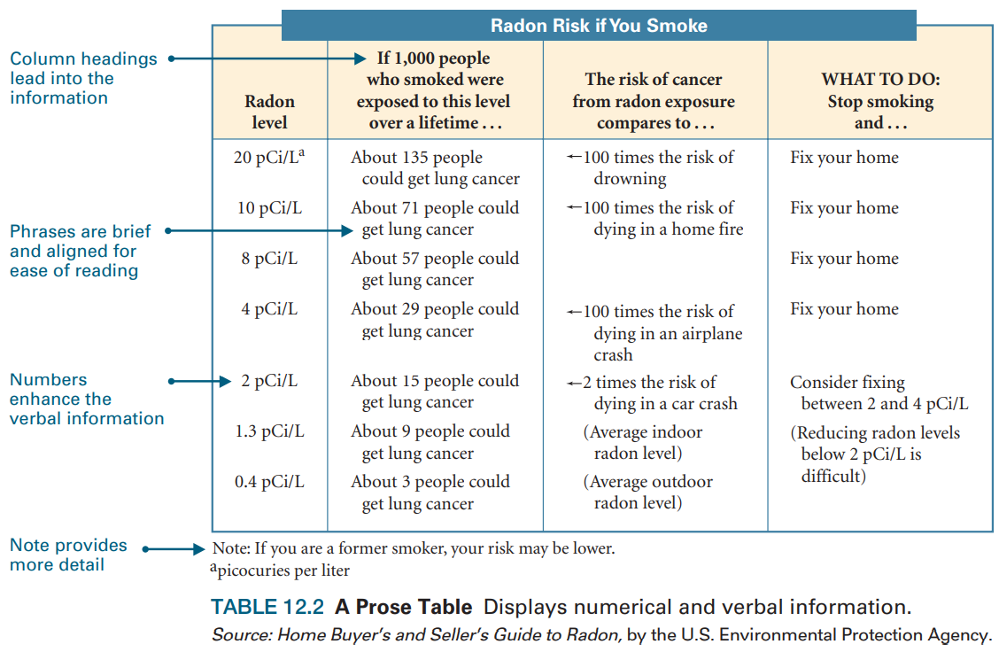 Radon Risk if You Smoke
Column headings
lead into the
information
Radon
level
If 1,000 people
who smoked were
exposed to this level
over a lifetime . . .
The risk of cancer
from radon exposure
compares to . . .
WHAT TO DO:
Stop smoking
and . . .
20 pCi/Lª
About 135 people
could get lung cancer
←100 times the risk of
drowning
Fix your home
Phrases are brief
and aligned for
ease of reading
10 pCi/L
About 71 people could
get lung cancer
←100 times the risk of
dying in a home fire
Fix your home
8 pCi/L
About 57 people could
get lung cancer
Fix your home
4 pCi/L
About 29 people could
get lung cancer
←100 times the risk of
dying in an airplane
crash
Fix your home
Numbers
enhance the
verbal information
2 pCi/L
About 15 people could
get lung cancer
←2 times the risk of
dying in a car crash
Consider fixing
between 2 and 4 pCi/L
1.3 pCi/L
About 9 people could
get lung cancer
(Average indoor
radon level)
(Reducing radon levels
below 2 pCi/L is
difficult)
0.4 pCi/L
About 3 people could
get lung cancer
(Average outdoor
radon level)
Note provides
more detail
Note: If you are a former smoker, your risk may be lower.
ªpicocuries per liter
TABLE 12.2 A Prose Table Displays numerical and verbal information.
Source: Home Buyer's and Seller's Guide to Radon, by the U.S. Environmental Protection Agency.